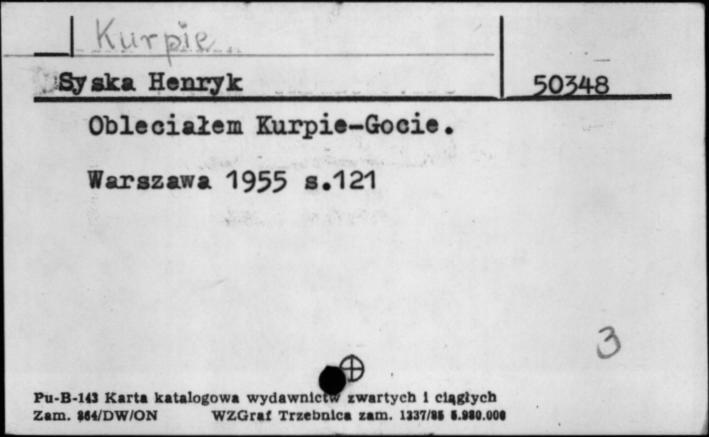 Kurpie
Syska Henryk 50348
Obleciałem Kurpie-Gocie.
Warszawa 1955 s.121
3
Pu-B-143 Karta katalogowa wydawnictw zwartych i ciągłych
Zam. 864/DW/ON WZGraf Trzebnica zam. 1337/85 5.980.000